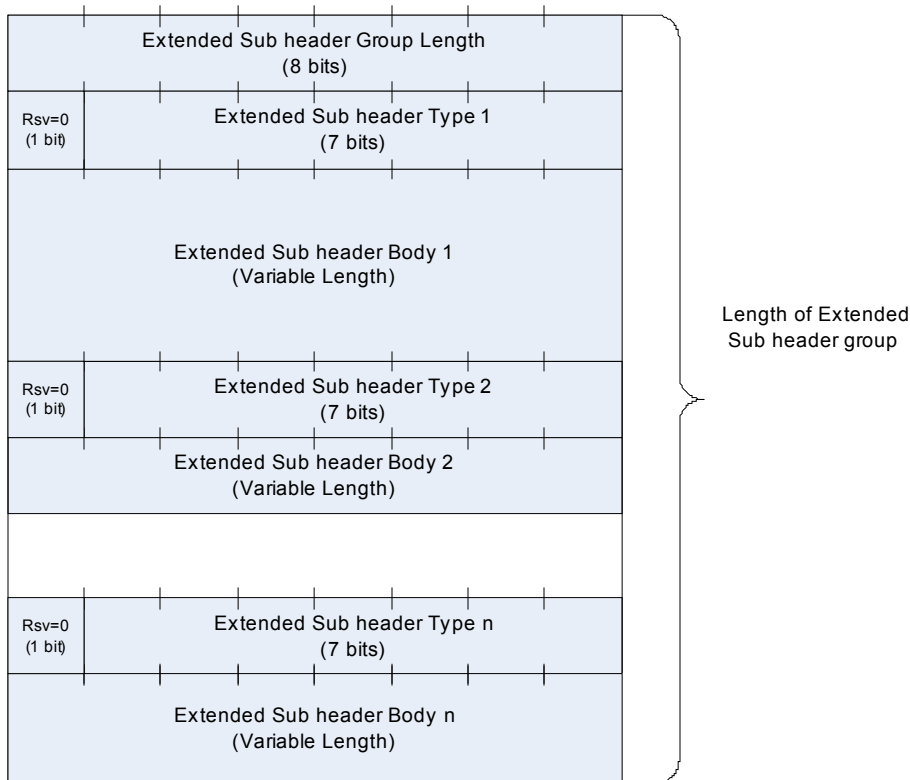 Extended Sub header Group Length
(8 bits)
Rsv=0
(1 bit)
Extended Sub header Type 1
(7 bits)
Extended Sub header Body 1
(Variable Length)
Length of Extended
Sub header group
Rsv=0
(1 bit)
Extended Sub header Type 2
(7 bits)
Extended Sub header Body 2
(Variable Length)
Rsv=0
(1 bit)
Extended Sub header Type n
(7 bits)
Extended Sub header Body n
(Variable Length)